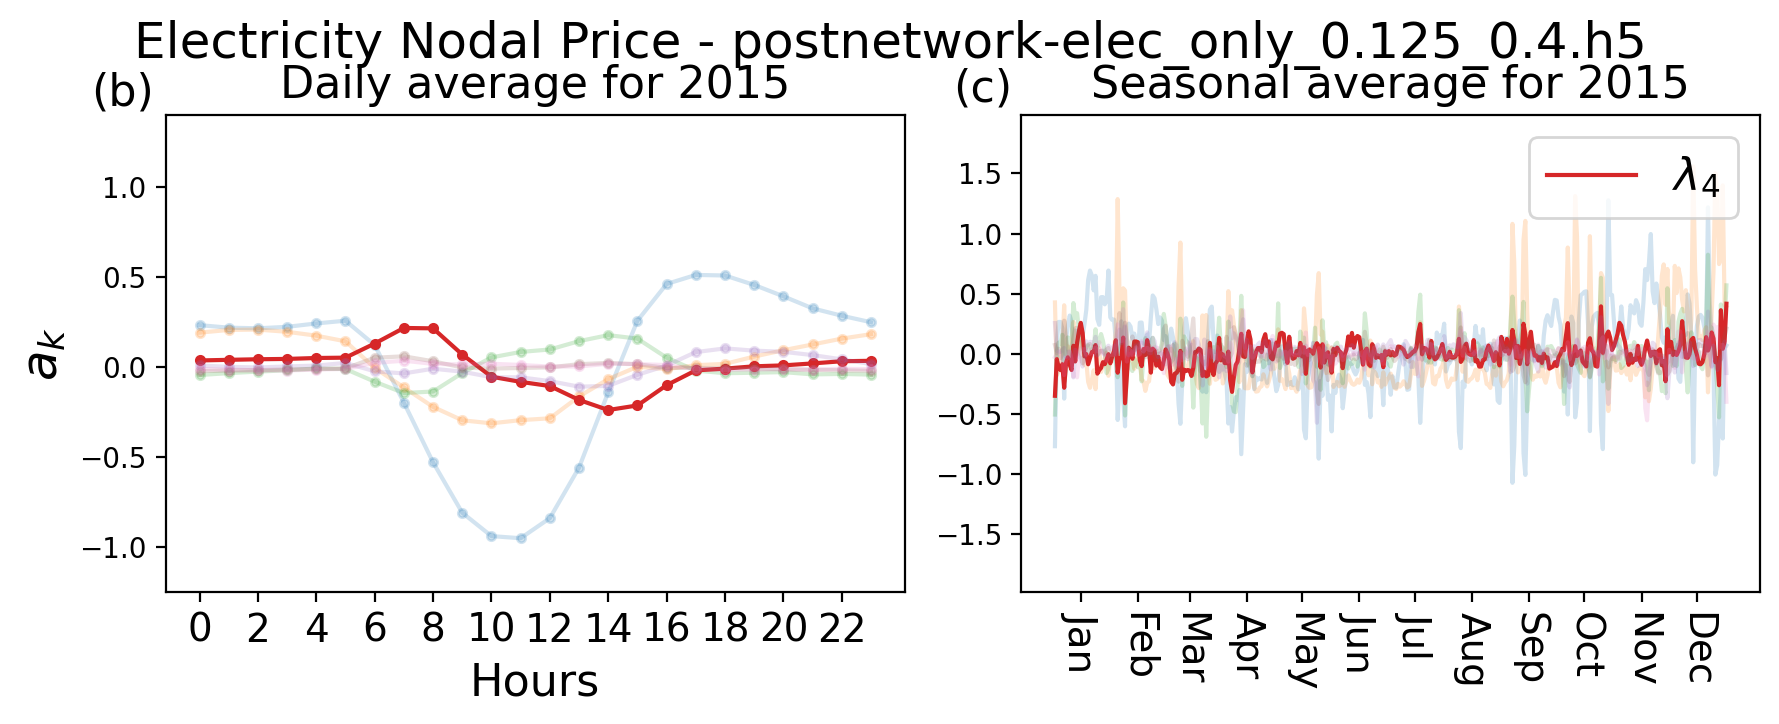 Electricity Nodal Price - postnetwork-elec_only_0.125_0.4.h5
(b)
Daily average for 2015
1.0
0.5
0.0
−0.5
−1.0
a_k
0 2 4 6 8 10 12 14 16 18 20 22
Hours
(c)
Seasonal average for 2015
λ_4
1.5
1.0
0.5
0.0
−0.5
−1.0
−1.5
Jan Feb Mar Apr May Jun Jul Aug Sep Oct Nov Dec